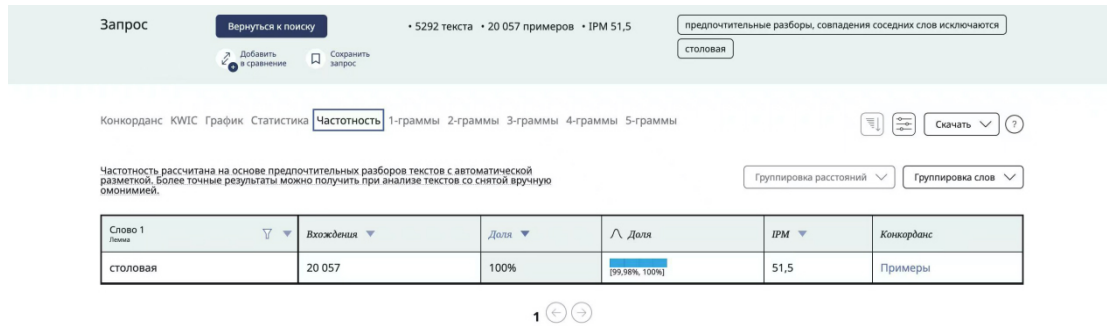 Запрос
Вернуться к поиску
• 5292 текста • 20 057 примеров • IPM 51,5
предпочтительные разборы, совпадения соседних слов исключаются
столовая
Добавить
в сравнение
Сохранить
запрос
Конкорданс KWIC График Статистика Частотность 1-граммы 2-граммы 3-граммы 4-граммы 5-граммы
Скачать
?
Частотность рассчитана на основе предпочтительных разборов текстов с автоматической
разметкой. Более точные результаты можно получить при анализе текстов со снятой вручную
омонимией.
Группировка расстояний
Группировка слов
Слово 1
Лемма
Вхождения
Доля
Доля
IPM
Конкорданс
столовая 20 057 100% [99,98%, 100%] 51,5 Примеры
1